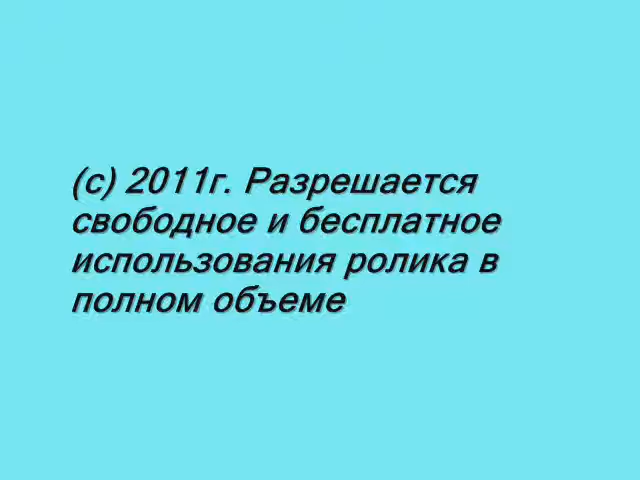 (с) 2011г. Разрешается
свободное и бесплатное
использования ролика в
полном объеме